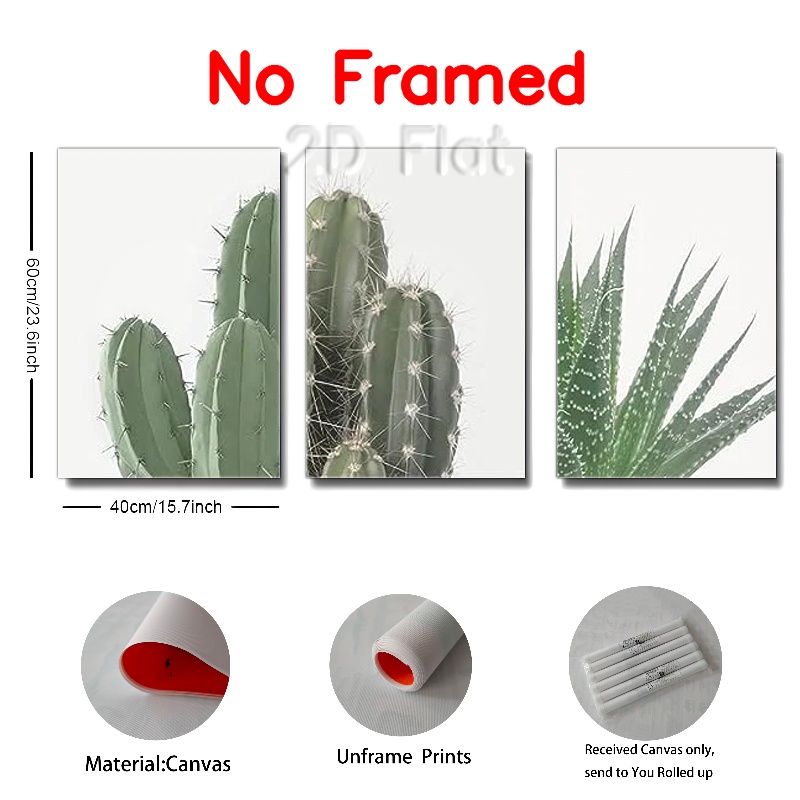 No Framed
2D Flat
60cm/23.6inch
40cm/15.7inch
Material:Canvas
Unframe Prints
Received Canvas only,
send to You Rolled up